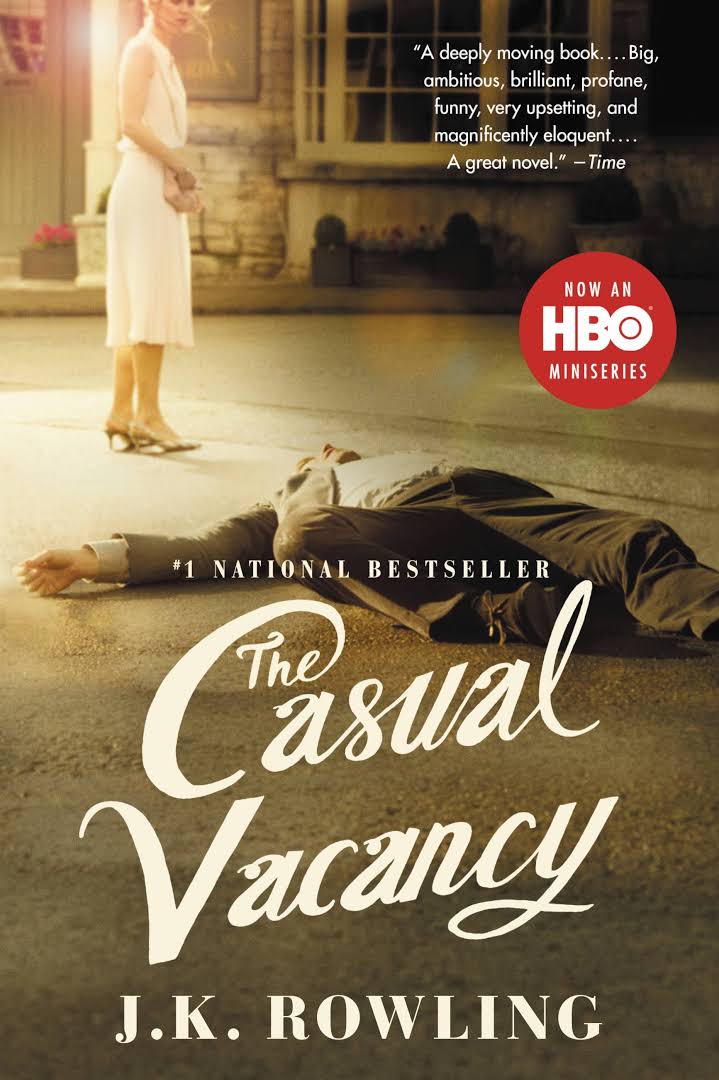 “A deeply moving book....Big,
ambitious, brilliant, profane,
funny, very upsetting, and
magnificently eloquent....
A great novel.” —Time
NOW AN
HBO®
MINISERIES
#1 NATIONAL BESTSELLER
The
Casual
Vacancy
J.K. ROWLING